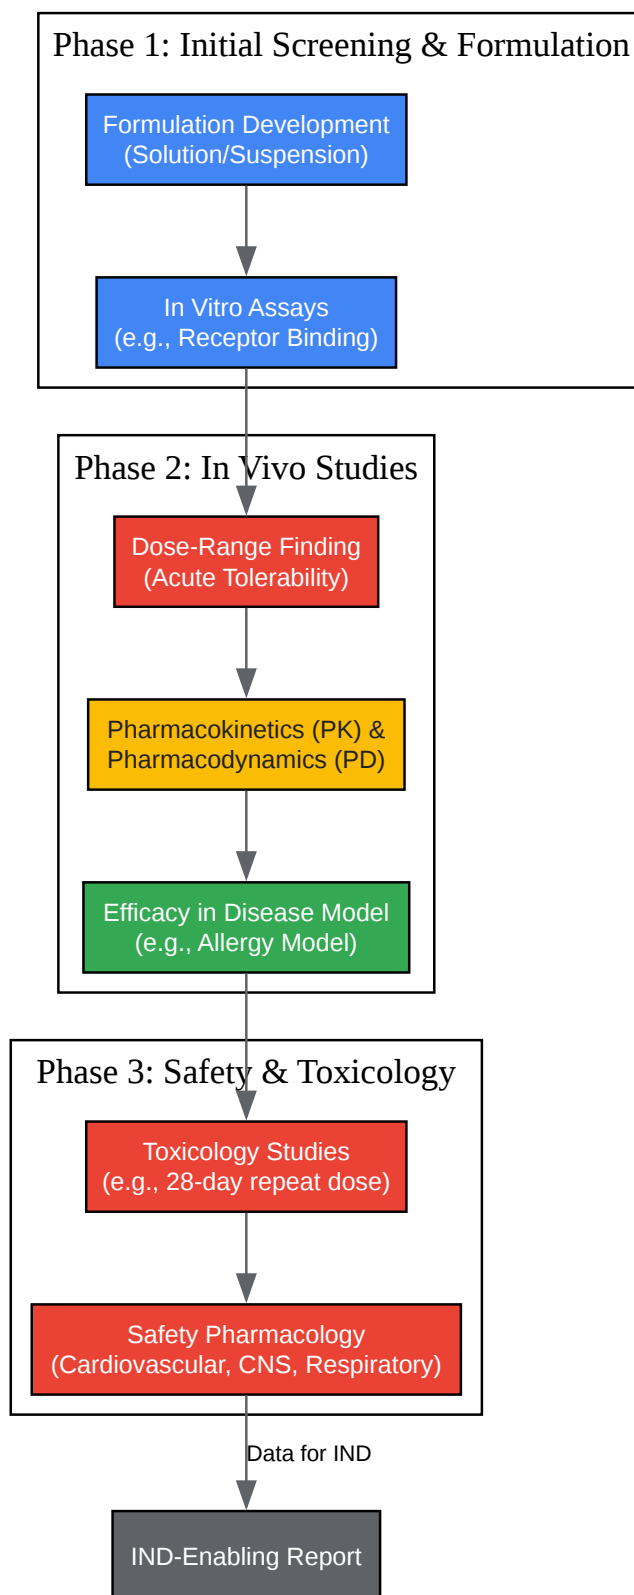 Phase 1: Initial Screening & Formulation
Formulation Development
(Solution/Suspension)
In Vitro Assays
(e.g., Receptor Binding)
Phase 2: In Vivo Studies
Dose-Range Finding
(Acute Tolerability)
Pharmacokinetics (PK) &
Pharmacodynamics (PD)
Efficacy in Disease Model
(e.g., Allergy Model)
Phase 3: Safety & Toxicology
Toxicology Studies
(e.g., 28-day repeat dose)
Safety Pharmacology
(Cardiovascular, CNS, Respiratory)
Data for IND
IND-Enabling Report